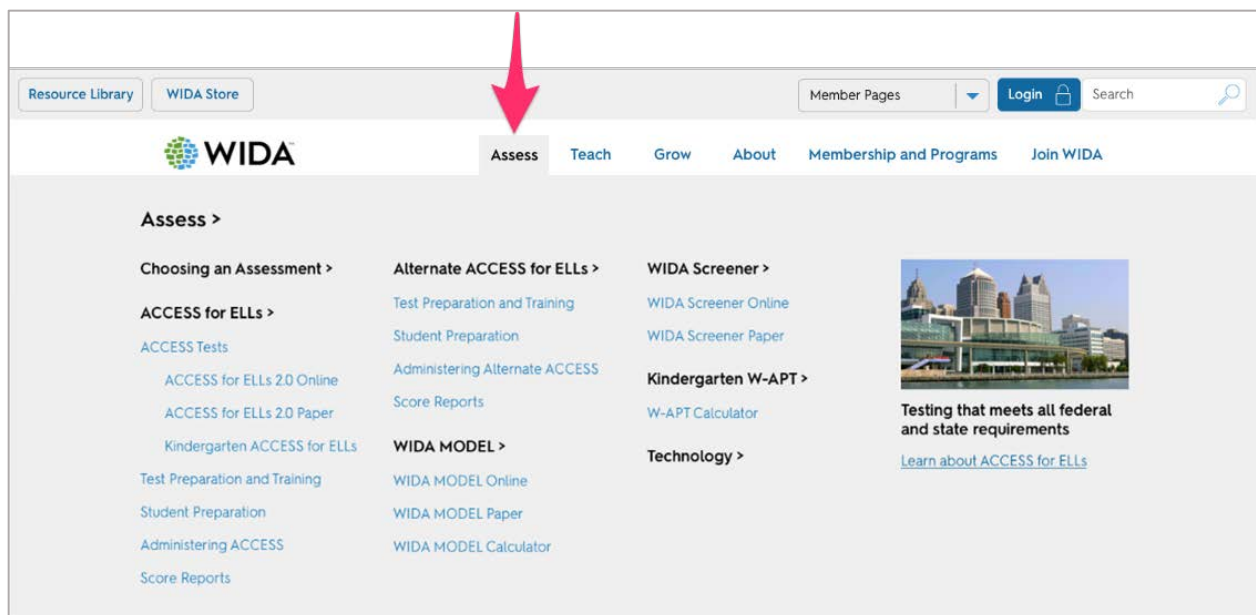 Resource Library
WIDA Store
Member Pages
Login
Search
WIDA
Assess
Teach
Grow
About
Membership and Programs
Join WIDA
Assess >
Choosing an Assessment >
ACCESS for ELLs >
ACCESS Tests
ACCESS for ELLs 2.0 Online
ACCESS for ELLs 2.0 Paper
Kindergarten ACCESS for ELLs
Test Preparation and Training
Student Preparation
Administering ACCESS
Score Reports
Alternate ACCESS for ELLs >
Test Preparation and Training
Student Preparation
Administering Alternate ACCESS
Score Reports
WIDA MODEL >
WIDA MODEL Online
WIDA MODEL Paper
WIDA MODEL Calculator
WIDA Screener >
WIDA Screener Online
WIDA Screener Paper
Kindergarten W-APT >
W-APT Calculator
Technology >
Testing that meets all federal
and state requirements
Learn about ACCESS for ELLs